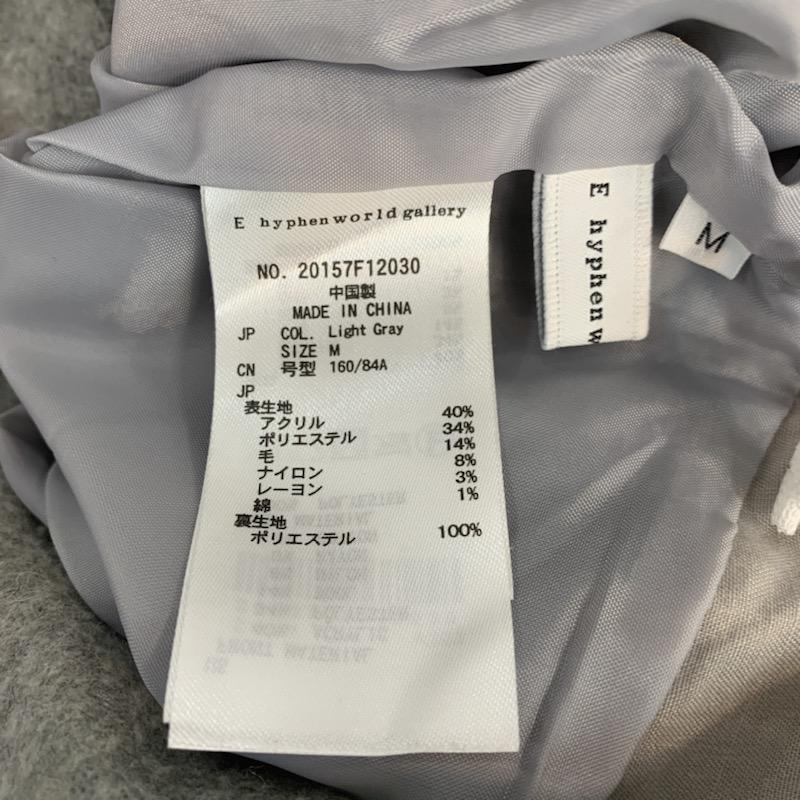 E hyphen world gallery
NO. 20157F12030
中国製
MADE IN CHINA
JP COL. Light Gray
SIZE M
CN 号型 160/84A
JP
表生地
アクリル 40%
ポリエステル 34%
毛 14%
ナイロン 8%
レーヨン 3%
綿 1%
裏生地
ポリエステル 100%
E hyphen w
M